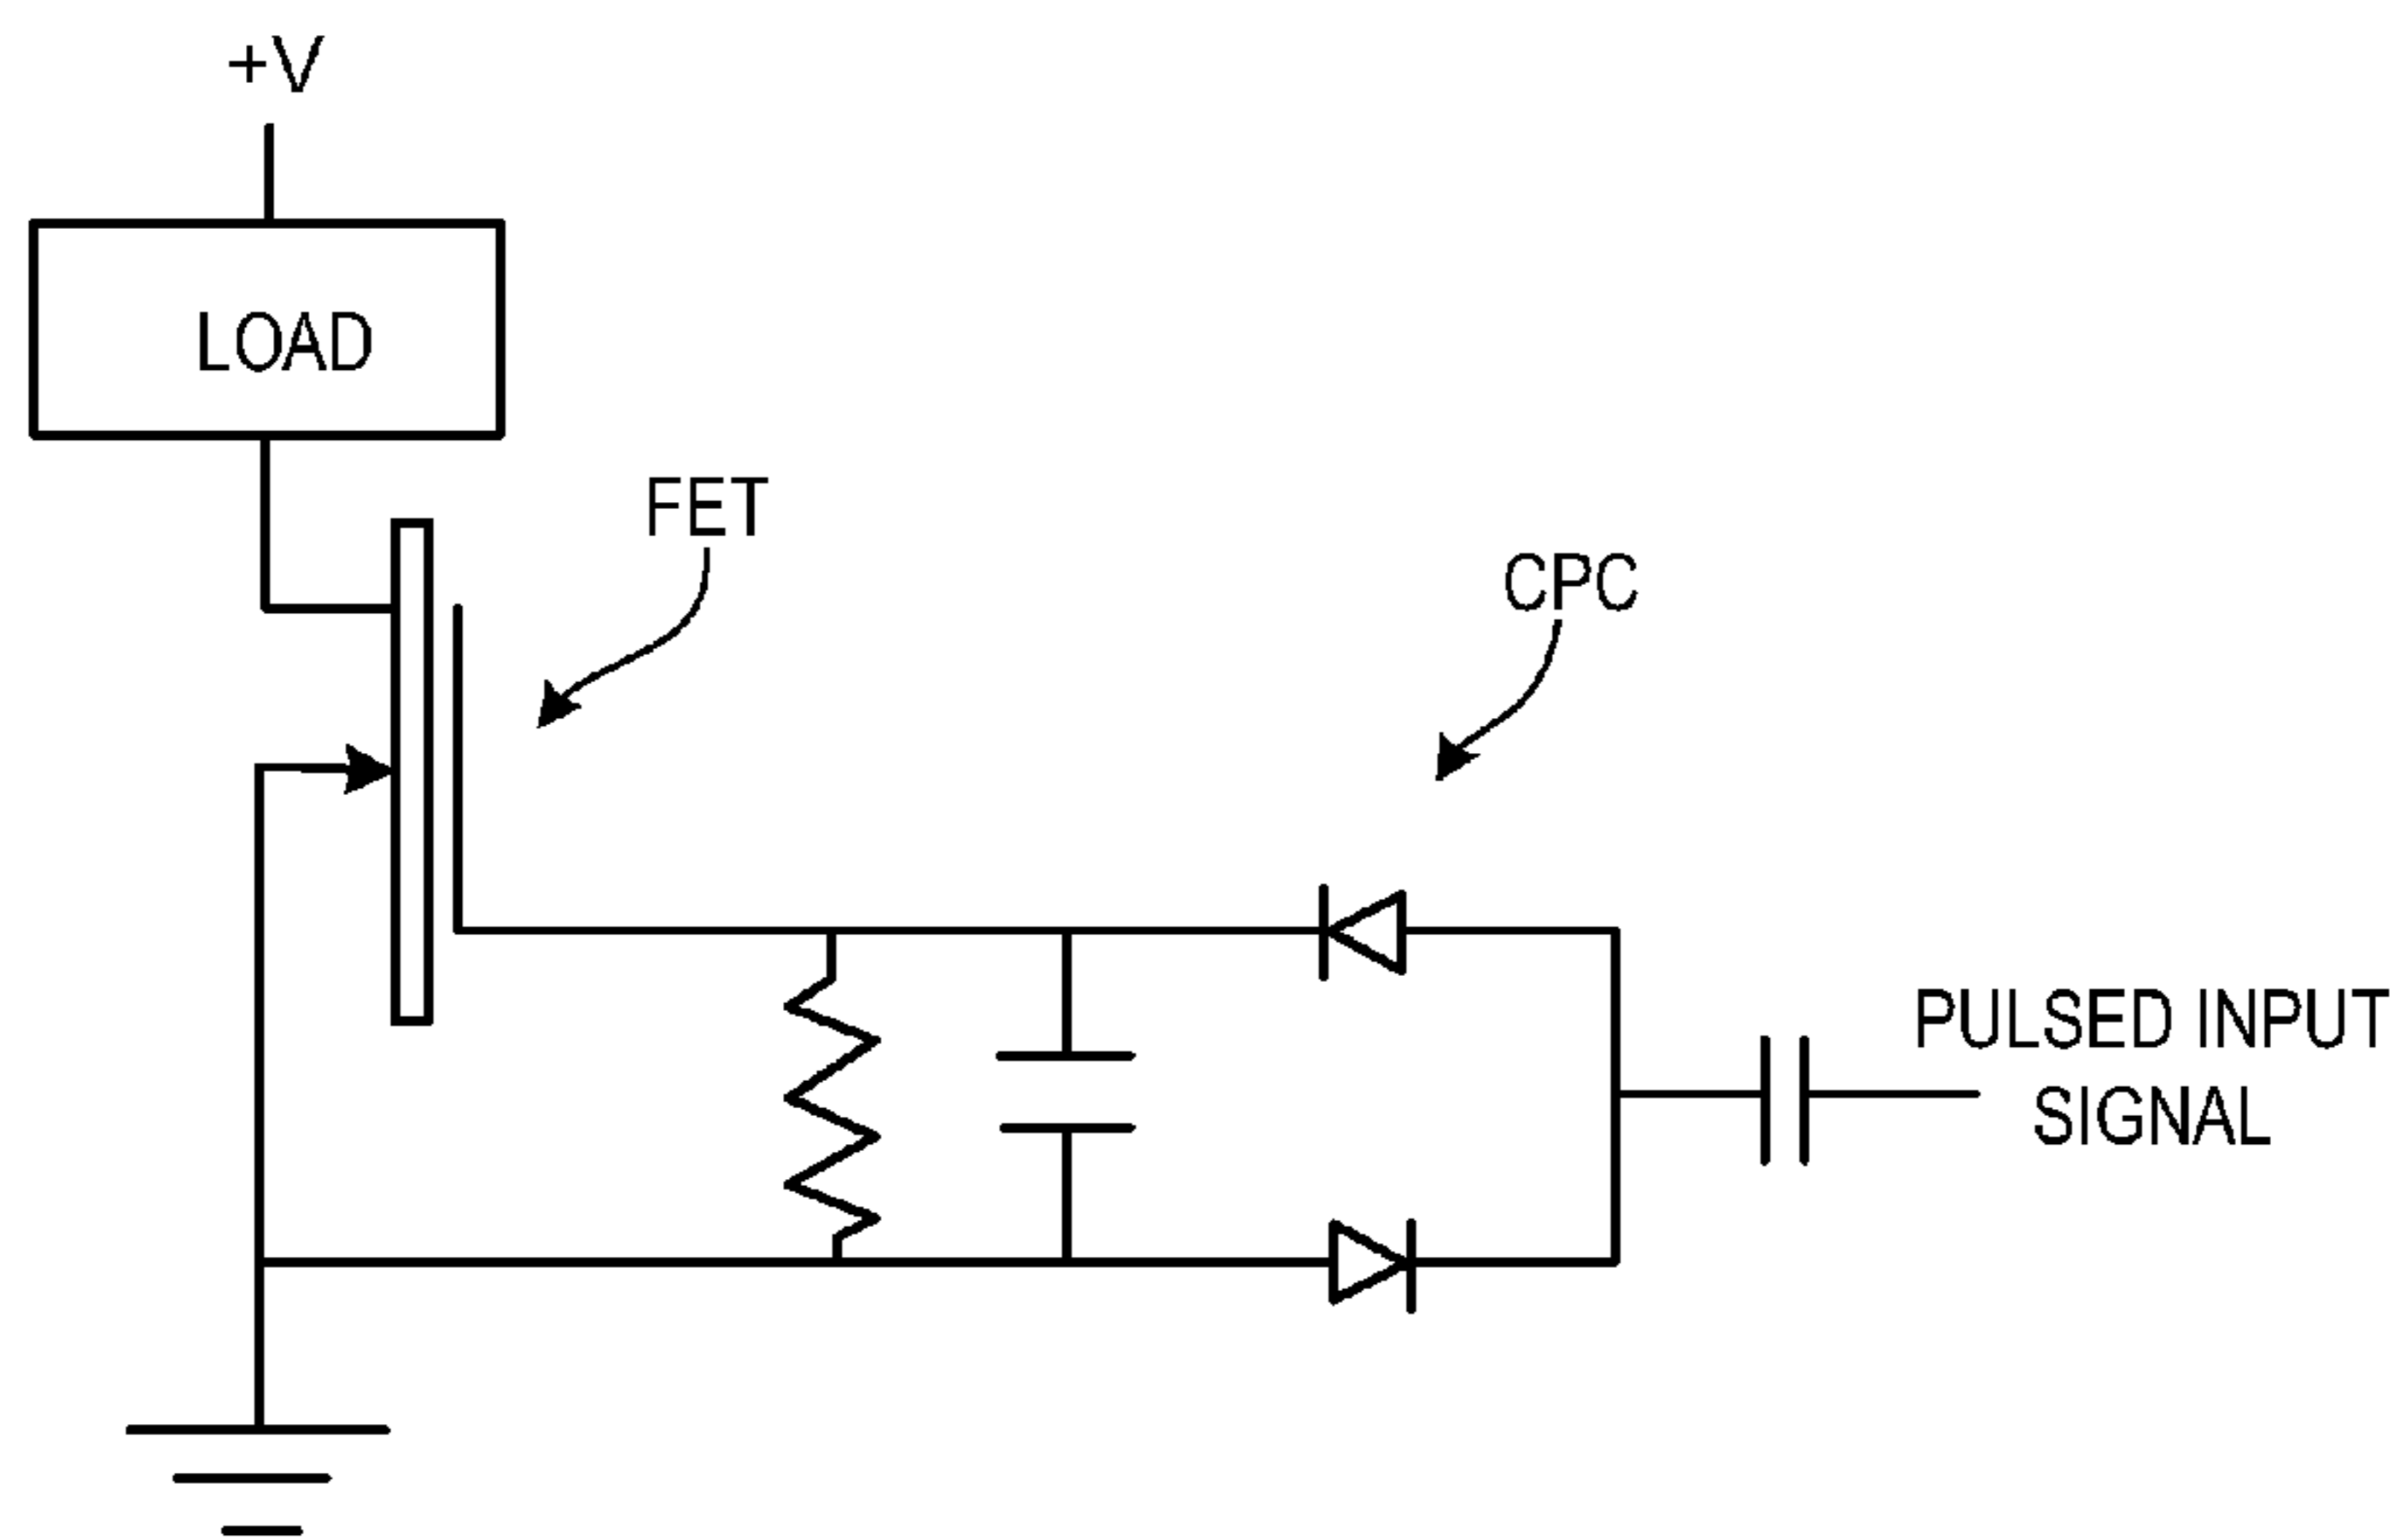 +V
LOAD
FET
CPC
PULSED INPUT
SIGNAL